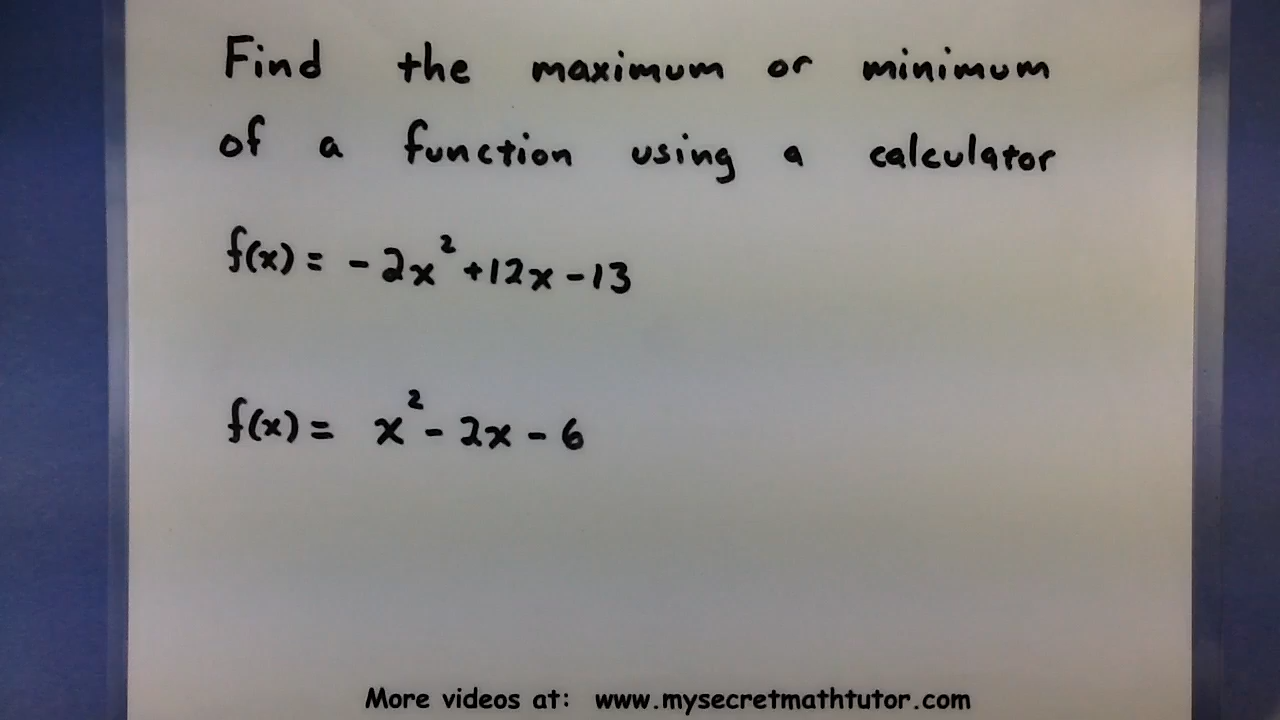 Find the maximum or minimum
of a function using a calculator
f(x) = -2x² +12x -13
f(x) = x² - 2x - 6
More videos at: www.mysecretmathtutor.com